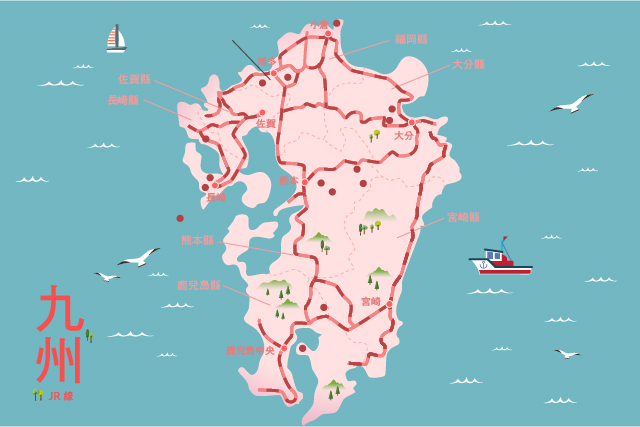 小倉
福岡縣
大分縣
博多
佐賀縣
長崎縣
佐賀
大分
熊本
長崎
宮崎縣
熊本縣
鹿兒島縣
宮崎
鹿兒島中央
九州
JR 線